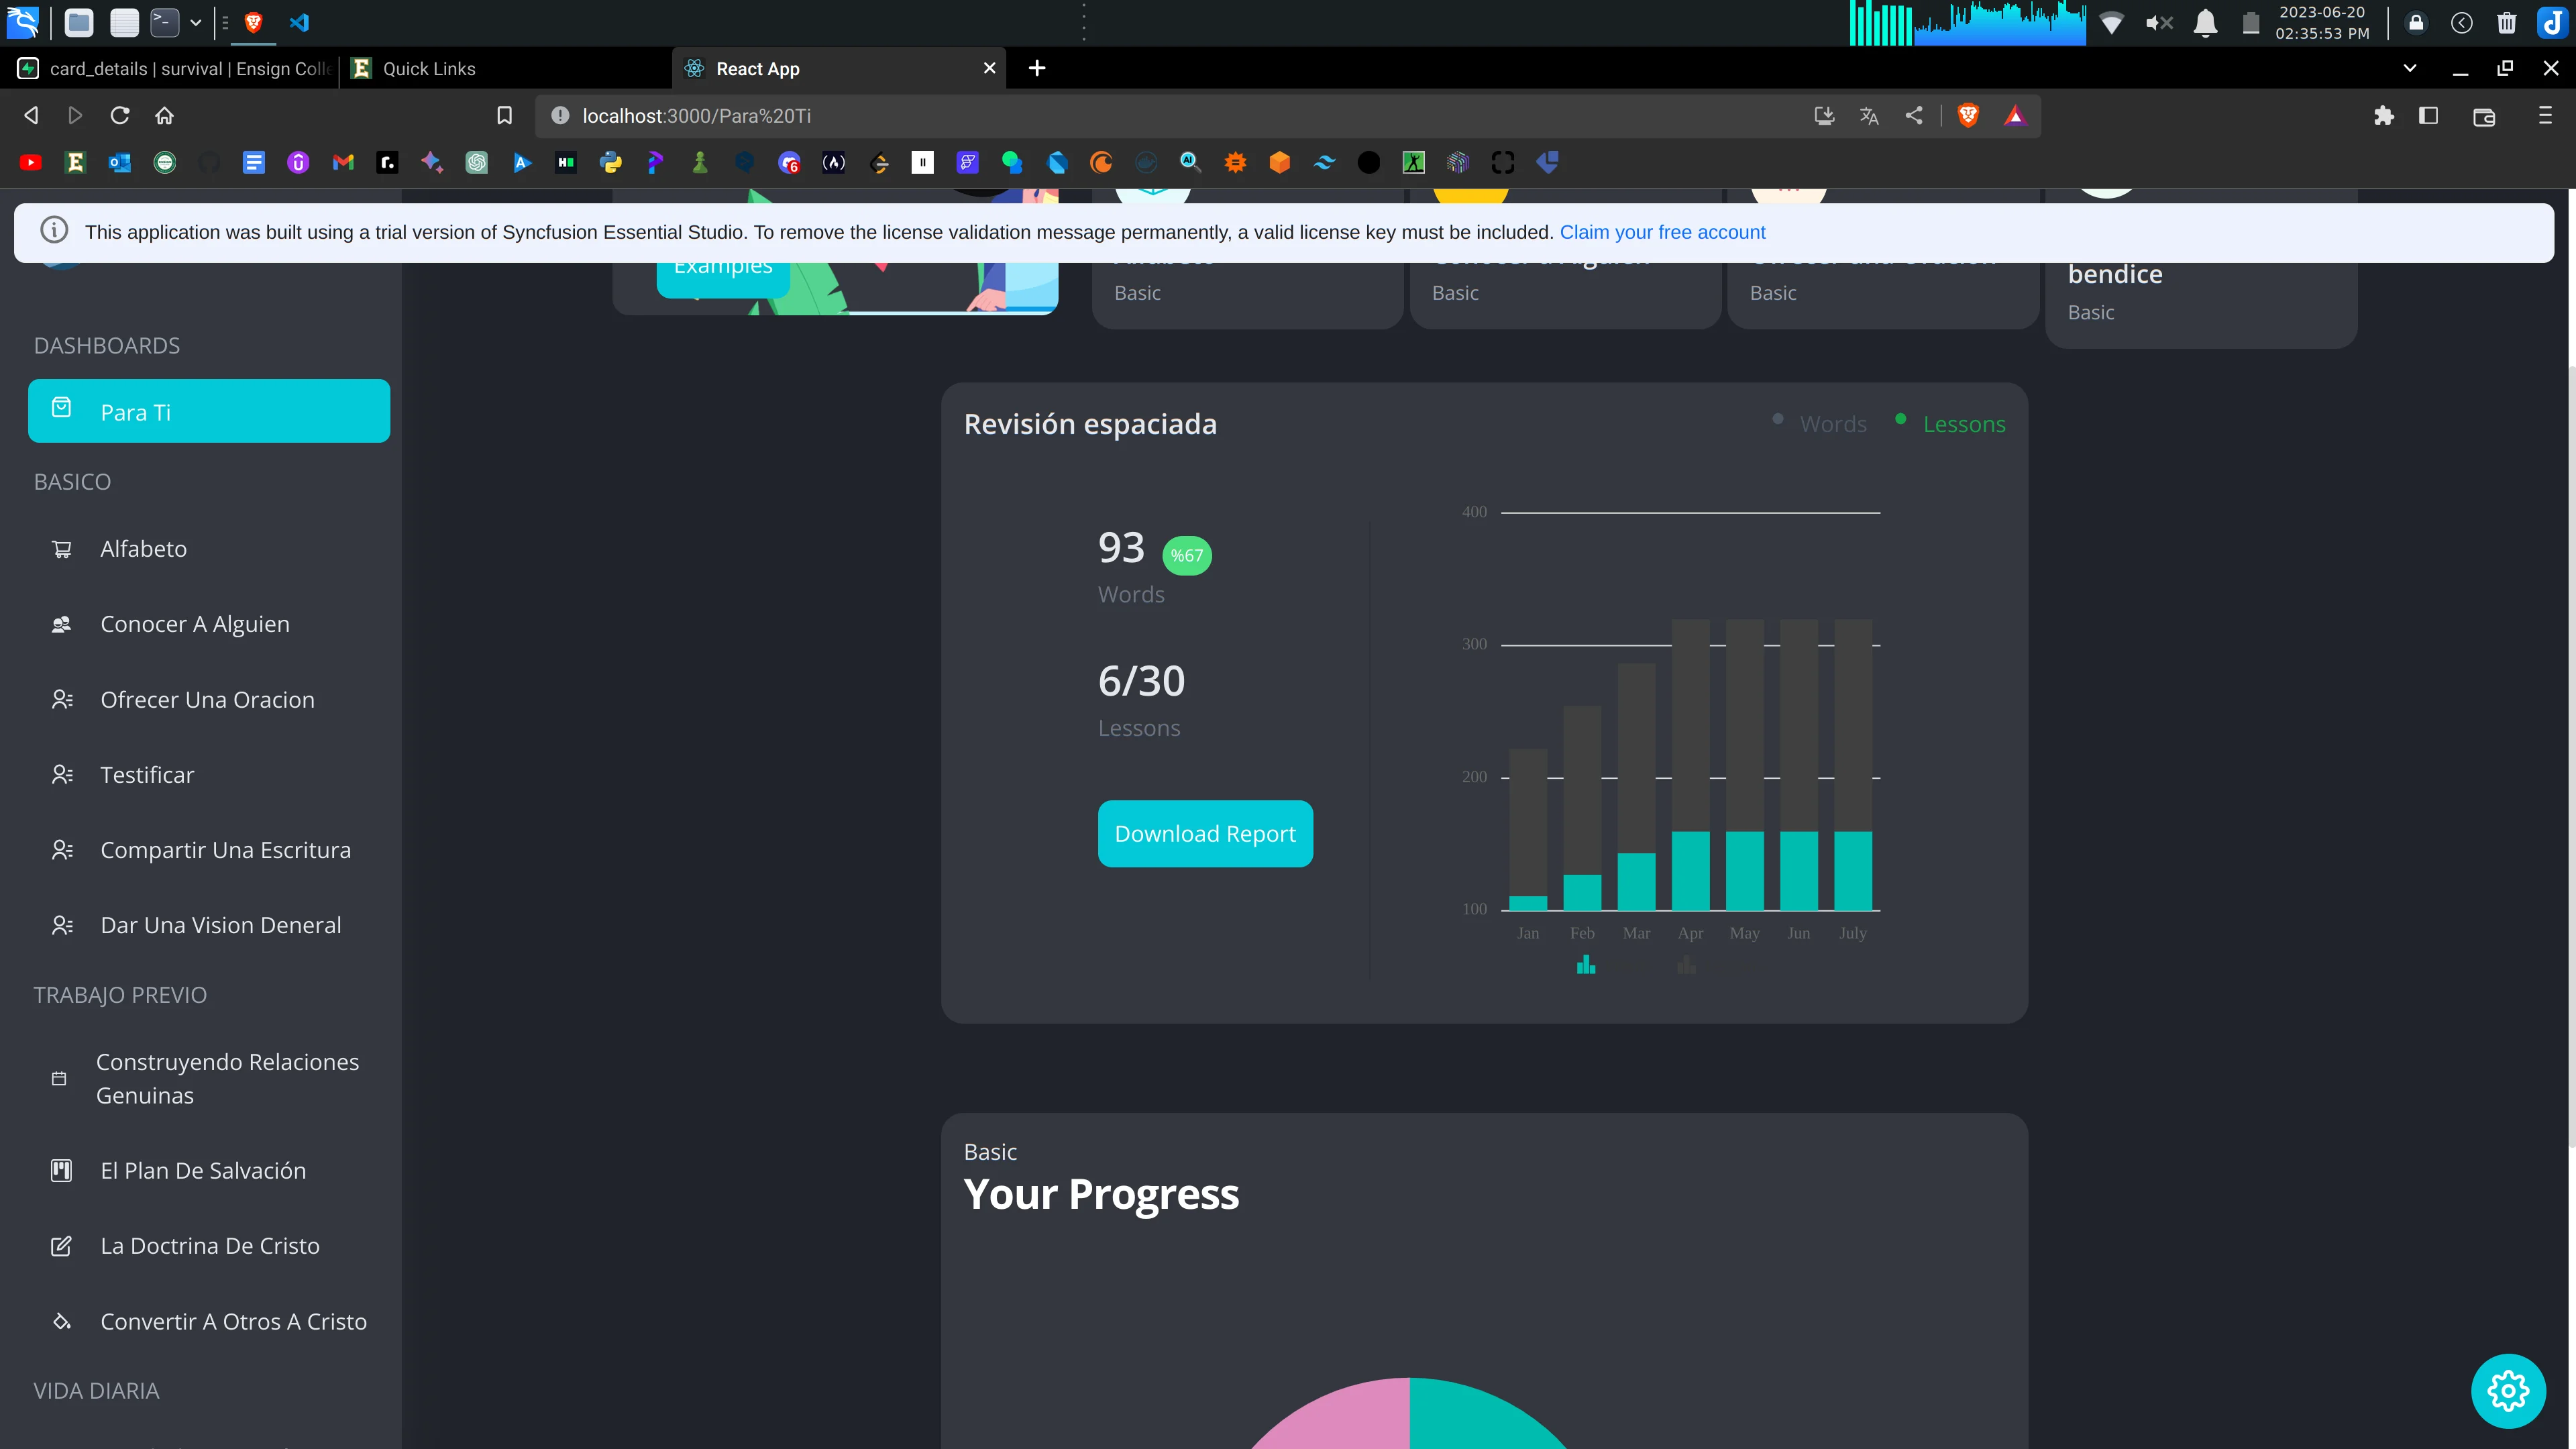 2023-06-20
02:35:53 PM
card_details | survival | Ensign Colle
Quick Links
React App
localhost:3000/Para%20Ti
This application was built using a trial version of Syncfusion Essential Studio. To remove the license validation message permanently, a valid license key must be included. Claim your free account
Examples
Basic
Basic
Basic
bendice
Basic
DASHBOARDS
Para Ti
BASICO
Alfabeto
Conocer A Alguien
Ofrecer Una Oracion
Testificar
Compartir Una Escritura
Dar Una Vision Deneral
TRABAJO PREVIO
Construyendo Relaciones
Genuinas
El Plan De Salvación
La Doctrina De Cristo
Convertir A Otros A Cristo
VIDA DIARIA
Revisión espaciada
Words
Lessons
93
%67
Words
6/30
Lessons
Download Report
400
300
200
100
Jan
Feb
Mar
Apr
May
Jun
July
Basic
Your Progress